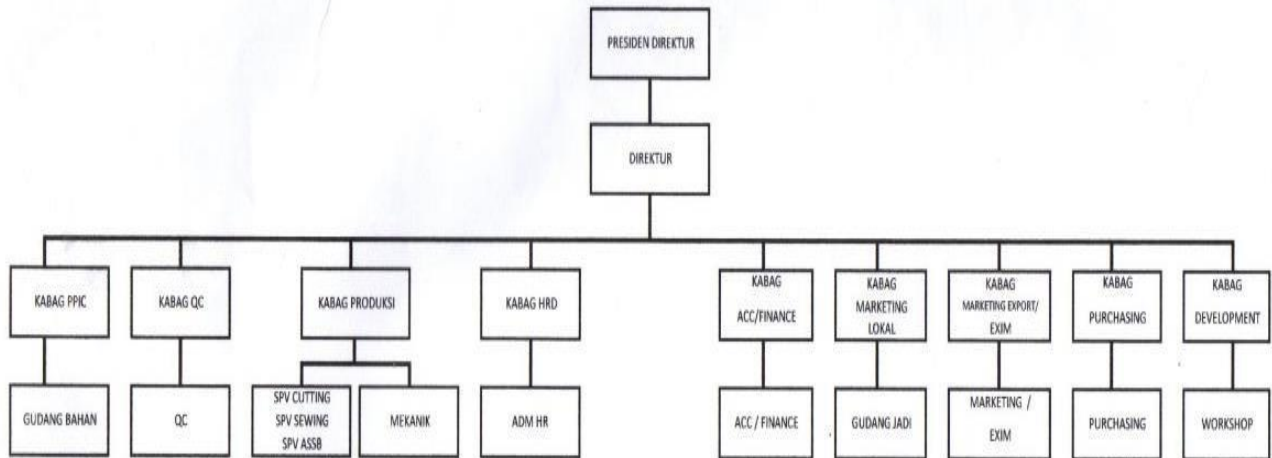 PRESIDEN DIREKTUR
DIREKTUR
KABAG PPIC
KABAG QC
KABAG PRODUKSI
KABAG HRD
KABAG
ACC/FINANCE
KABAG
MARKETING
LOKAL
KABAG
MARKETING EXPORT/
EXIM
KABAG
PURCHASING
KABAG
DEVELOPMENT
GUDANG BAHAN
QC
SPV CUTTING
SPV SEWING
SPV ASSB
MEKANIK
ADM HR
ACC / FINANCE
GUDANG JADI
MARKETING /
EXIM
PURCHASING
WORKSHOP